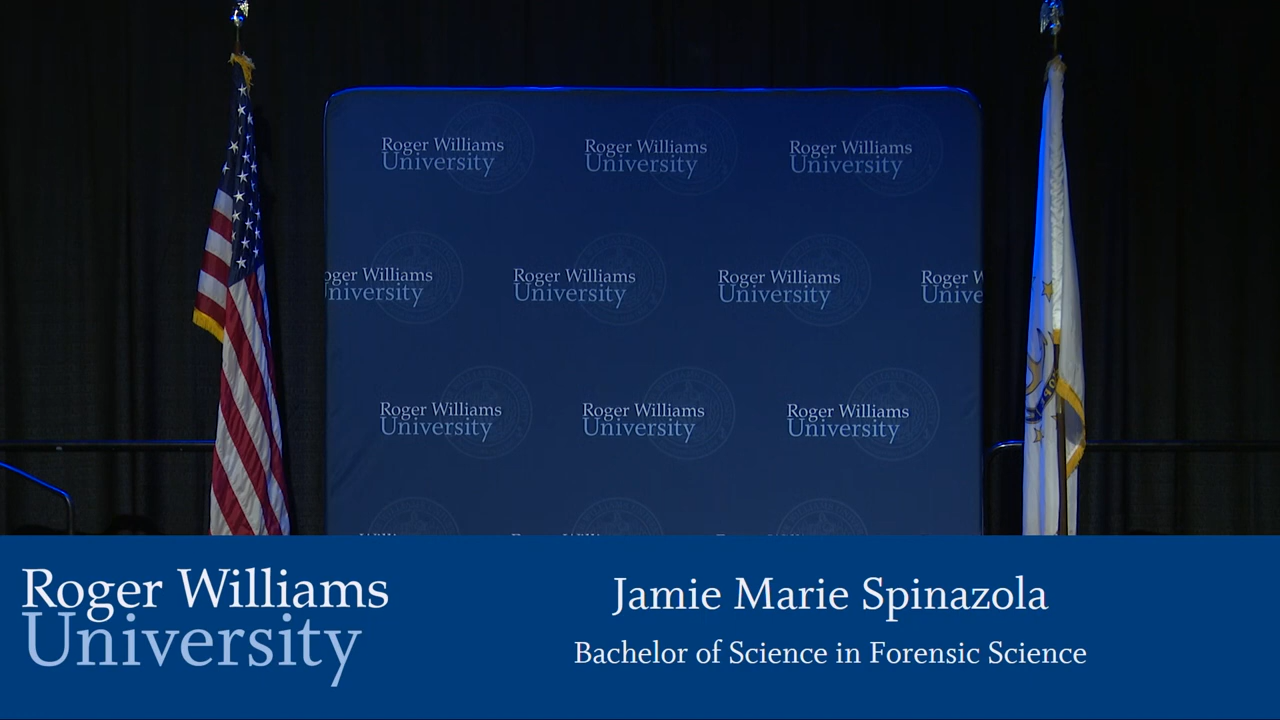 Roger Williams
University
Roger Williams
University
Roger Williams
University
oger Williams
niversity
Roger Williams
University
Roger Williams
University
Roger W
Unive
Roger Williams
University
Roger Williams
University
Roger Williams
University
Roger Williams
University
Jamie Marie Spinazola
Bachelor of Science in Forensic Science